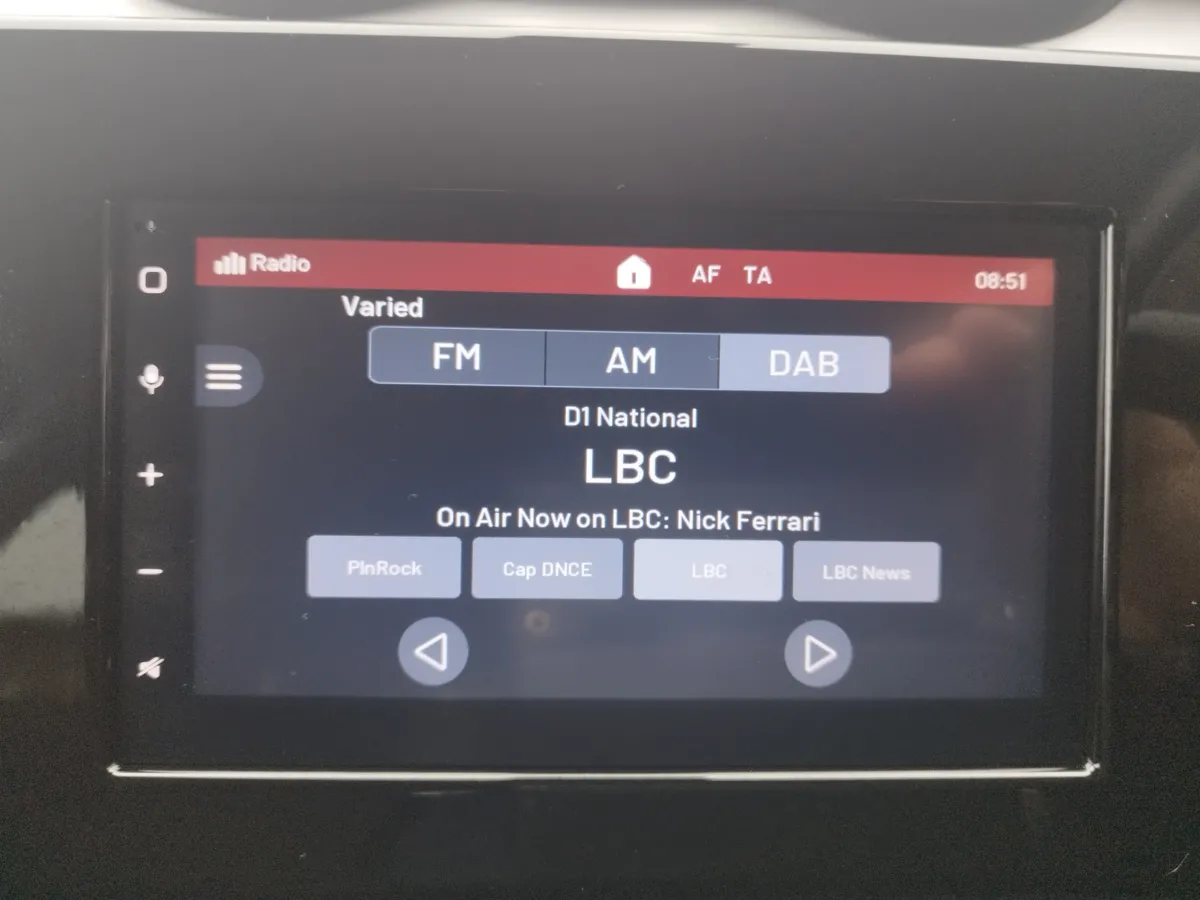 Radio AF TA 08:51
Varied
FM AM DAB
D1 National
LBC
On Air Now on LBC: Nick Ferrari
PlnRock Cap DNCE LBC LBC News